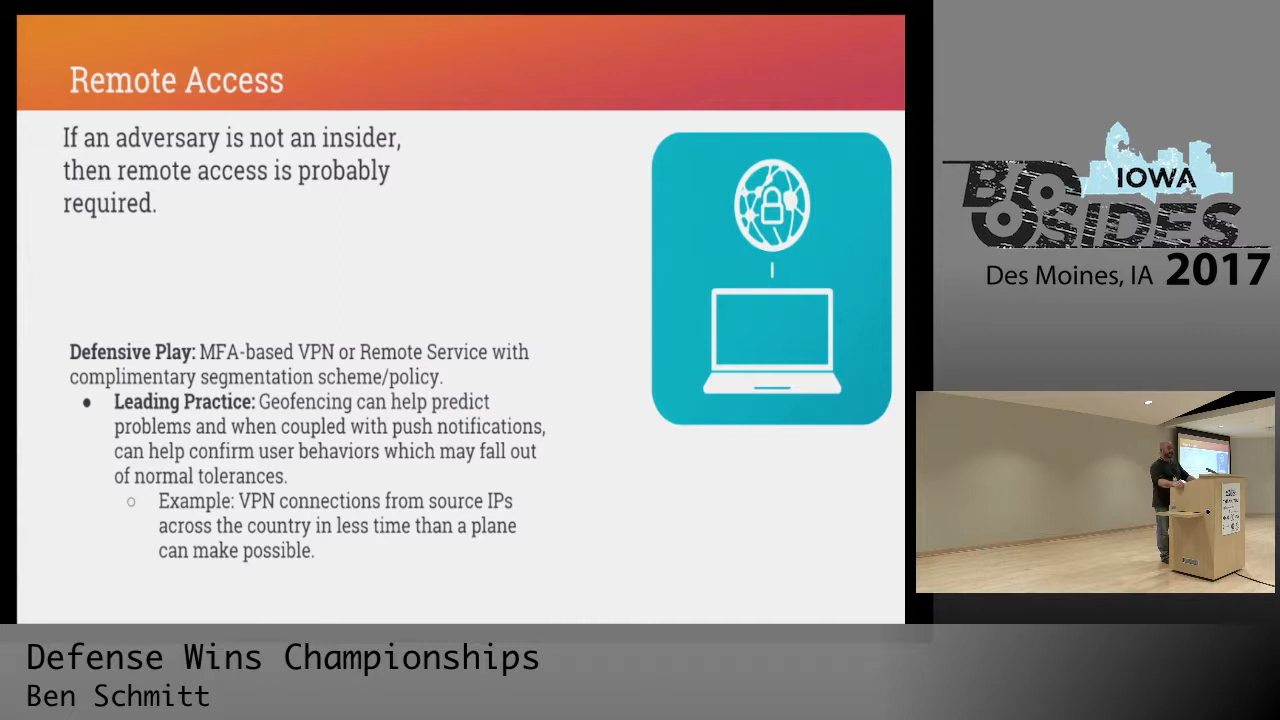 Remote Access
If an adversary is not an insider,
then remote access is probably
required.
Defensive Play: MFA-based VPN or Remote Service with
complimentary segmentation scheme/policy.
● Leading Practice: Geofencing can help predict
problems and when coupled with push notifications,
can help confirm user behaviors which may fall out
of normal tolerances.
○ Example: VPN connections from source IPs
across the country in less time than a plane
can make possible.
IOWA
BSIDES
Des Moines, IA 2017
Defense Wins Championships
Ben Schmitt